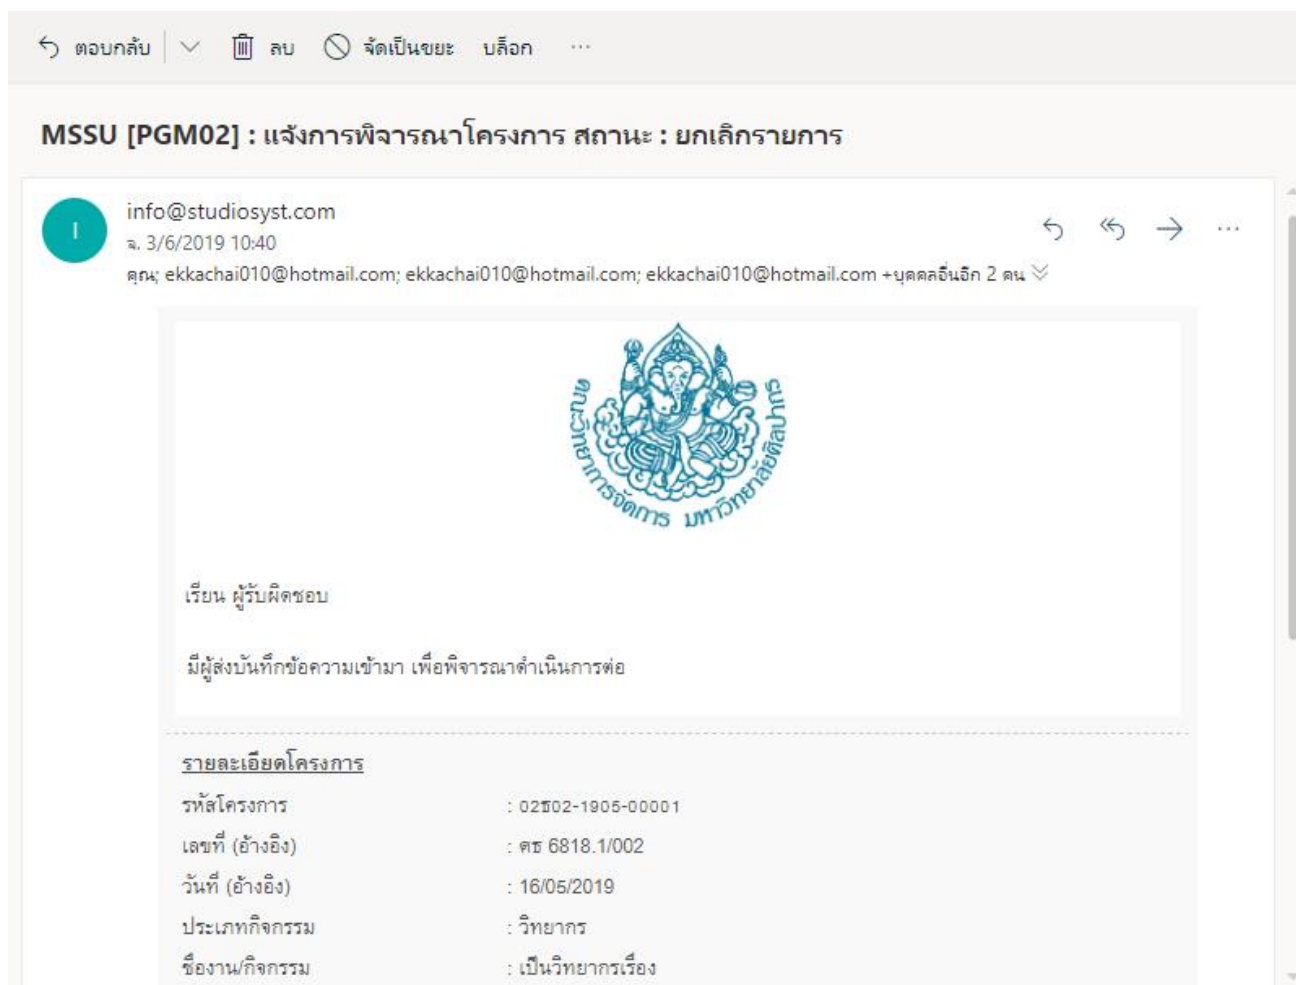 ตอบกลับ ลบ จัดเป็นขยะ บล็อก ...
MSSU [PGM02] : แจ้งการพิจารณาโครงการ สถานะ : ยกเลิกรายการ
I
info@studiosyst.com
จ. 3/6/2019 10:40
คุณ; ekkachai010@hotmail.com; ekkachai010@hotmail.com; ekkachai010@hotmail.com +บุคคลอื่นอีก 2 คน
คณะวิทยาการจัดการ มหาวิทยาลัยศิลปากร
เรียน ผู้รับผิดชอบ
มีผู้ส่งบันทึกข้อความเข้ามา เพื่อพิจารณาดำเนินการต่อ
รายละเอียดโครงการ
รหัสโครงการ : 02ธ02-1905-00001
เลขที่ (อ้างอิง) : ศธ 6818.1/002
วันที่ (อ้างอิง) : 16/05/2019
ประเภทกิจกรรม : วิทยากร
ชื่องาน/กิจกรรม : เป็นวิทยากรเรื่อง